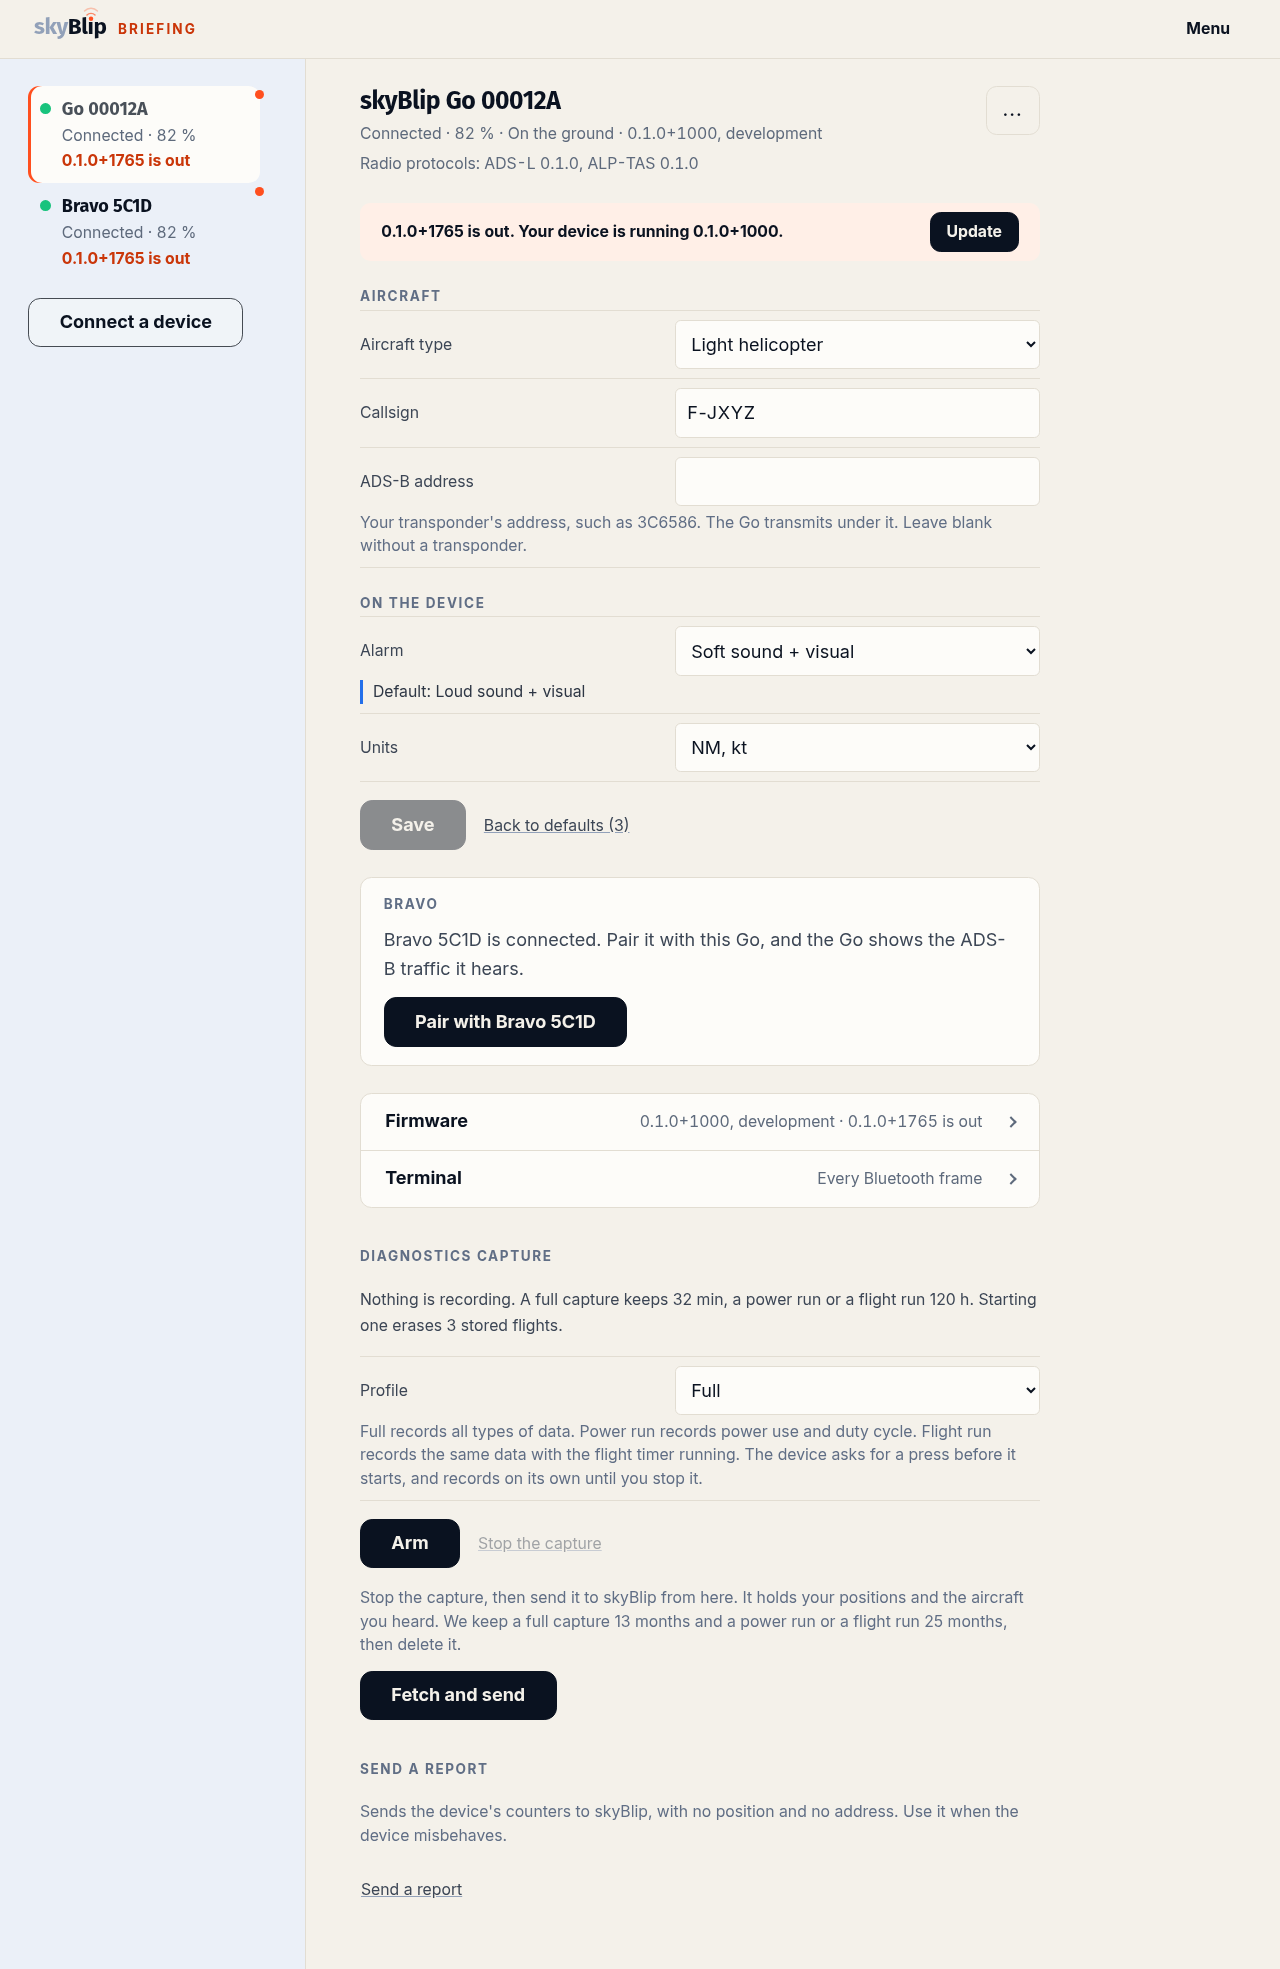 skyBlip BRIEFING
Menu
Go 00012A
Connected · 82 %
0.1.0+1765 is out
Bravo 5C1D
Connected · 82 %
0.1.0+1765 is out
Connect a device
skyBlip Go 00012A
...
Connected · 82 % · On the ground · 0.1.0+1000, development
Radio protocols: ADS-L 0.1.0, ALP-TAS 0.1.0
0.1.0+1765 is out. Your device is running 0.1.0+1000.
Update
AIRCRAFT
Aircraft type
Light helicopter
Callsign
F-JXYZ
ADS-B address
Your transponder's address, such as 3C6586. The Go transmits under it. Leave blank
without a transponder.
ON THE DEVICE
Alarm
Soft sound + visual
Default: Loud sound + visual
Units
NM, kt
Save
Back to defaults (3)
BRAVO
Bravo 5C1D is connected. Pair it with this Go, and the Go shows the ADS-
B traffic it hears.
Pair with Bravo 5C1D
Firmware
0.1.0+1000, development · 0.1.0+1765 is out
Terminal
Every Bluetooth frame
DIAGNOSTICS CAPTURE
Nothing is recording. A full capture keeps 32 min, a power run or a flight run 120 h. Starting
one erases 3 stored flights.
Profile
Full
Full records all types of data. Power run records power use and duty cycle. Flight run
records the same data with the flight timer running. The device asks for a press before it
starts, and records on its own until you stop it.
Arm
Stop the capture
Stop the capture, then send it to skyBlip from here. It holds your positions and the aircraft
you heard. We keep a full capture 13 months and a power run or a flight run 25 months,
then delete it.
Fetch and send
SEND A REPORT
Sends the device's counters to skyBlip, with no position and no address. Use it when the
device misbehaves.
Send a report